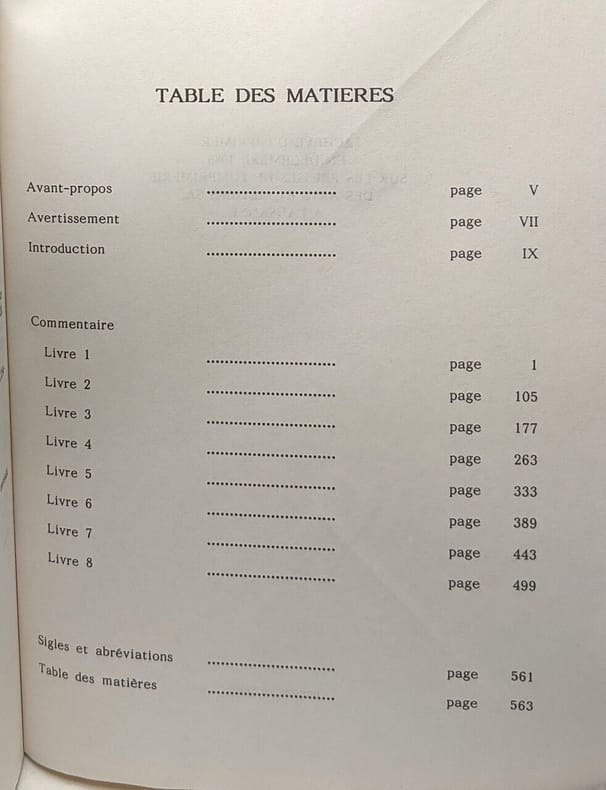 TABLE DES MATIERES
Avant-propos ............................ page V
Avertissement ............................ page VII
Introduction ............................ page IX
Commentaire
Livre 1 ............................ page 1
Livre 2 ............................ page 105
Livre 3 ............................ page 177
Livre 4 ............................ page 263
Livre 5 ............................ page 333
Livre 6 ............................ page 389
Livre 7 ............................ page 443
Livre 8 ............................ page 499
Sigles et abréviations ............................ page 561
Table des matières ............................ page 563